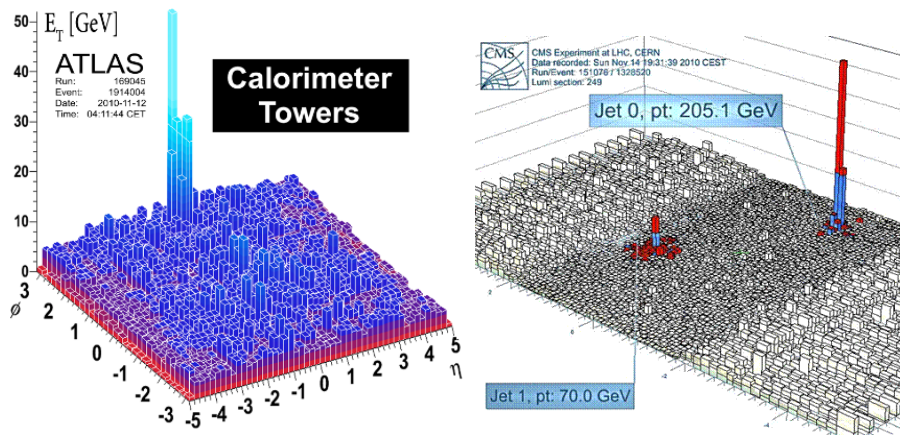 50
E_T [GeV]
ATLAS
Run: 169045
Event: 1914004
Date: 2010-11-12
Time: 04:11:44 CET
Calorimeter
Towers
40
30
20
10
0
3
ϕ
2
1
0
-1
-2
-3
-5
-4
-3
-2
-1
0
1
2
3
4
5
η
CMS
CMS Experiment at LHC, CERN
Data recorded: Sun Nov 14 19:31:39 2010 CEST
Run/Event: 151076 / 1328520
Lumi section: 249
Jet 0, pt: 205.1 GeV
Jet 1, pt: 70.0 GeV